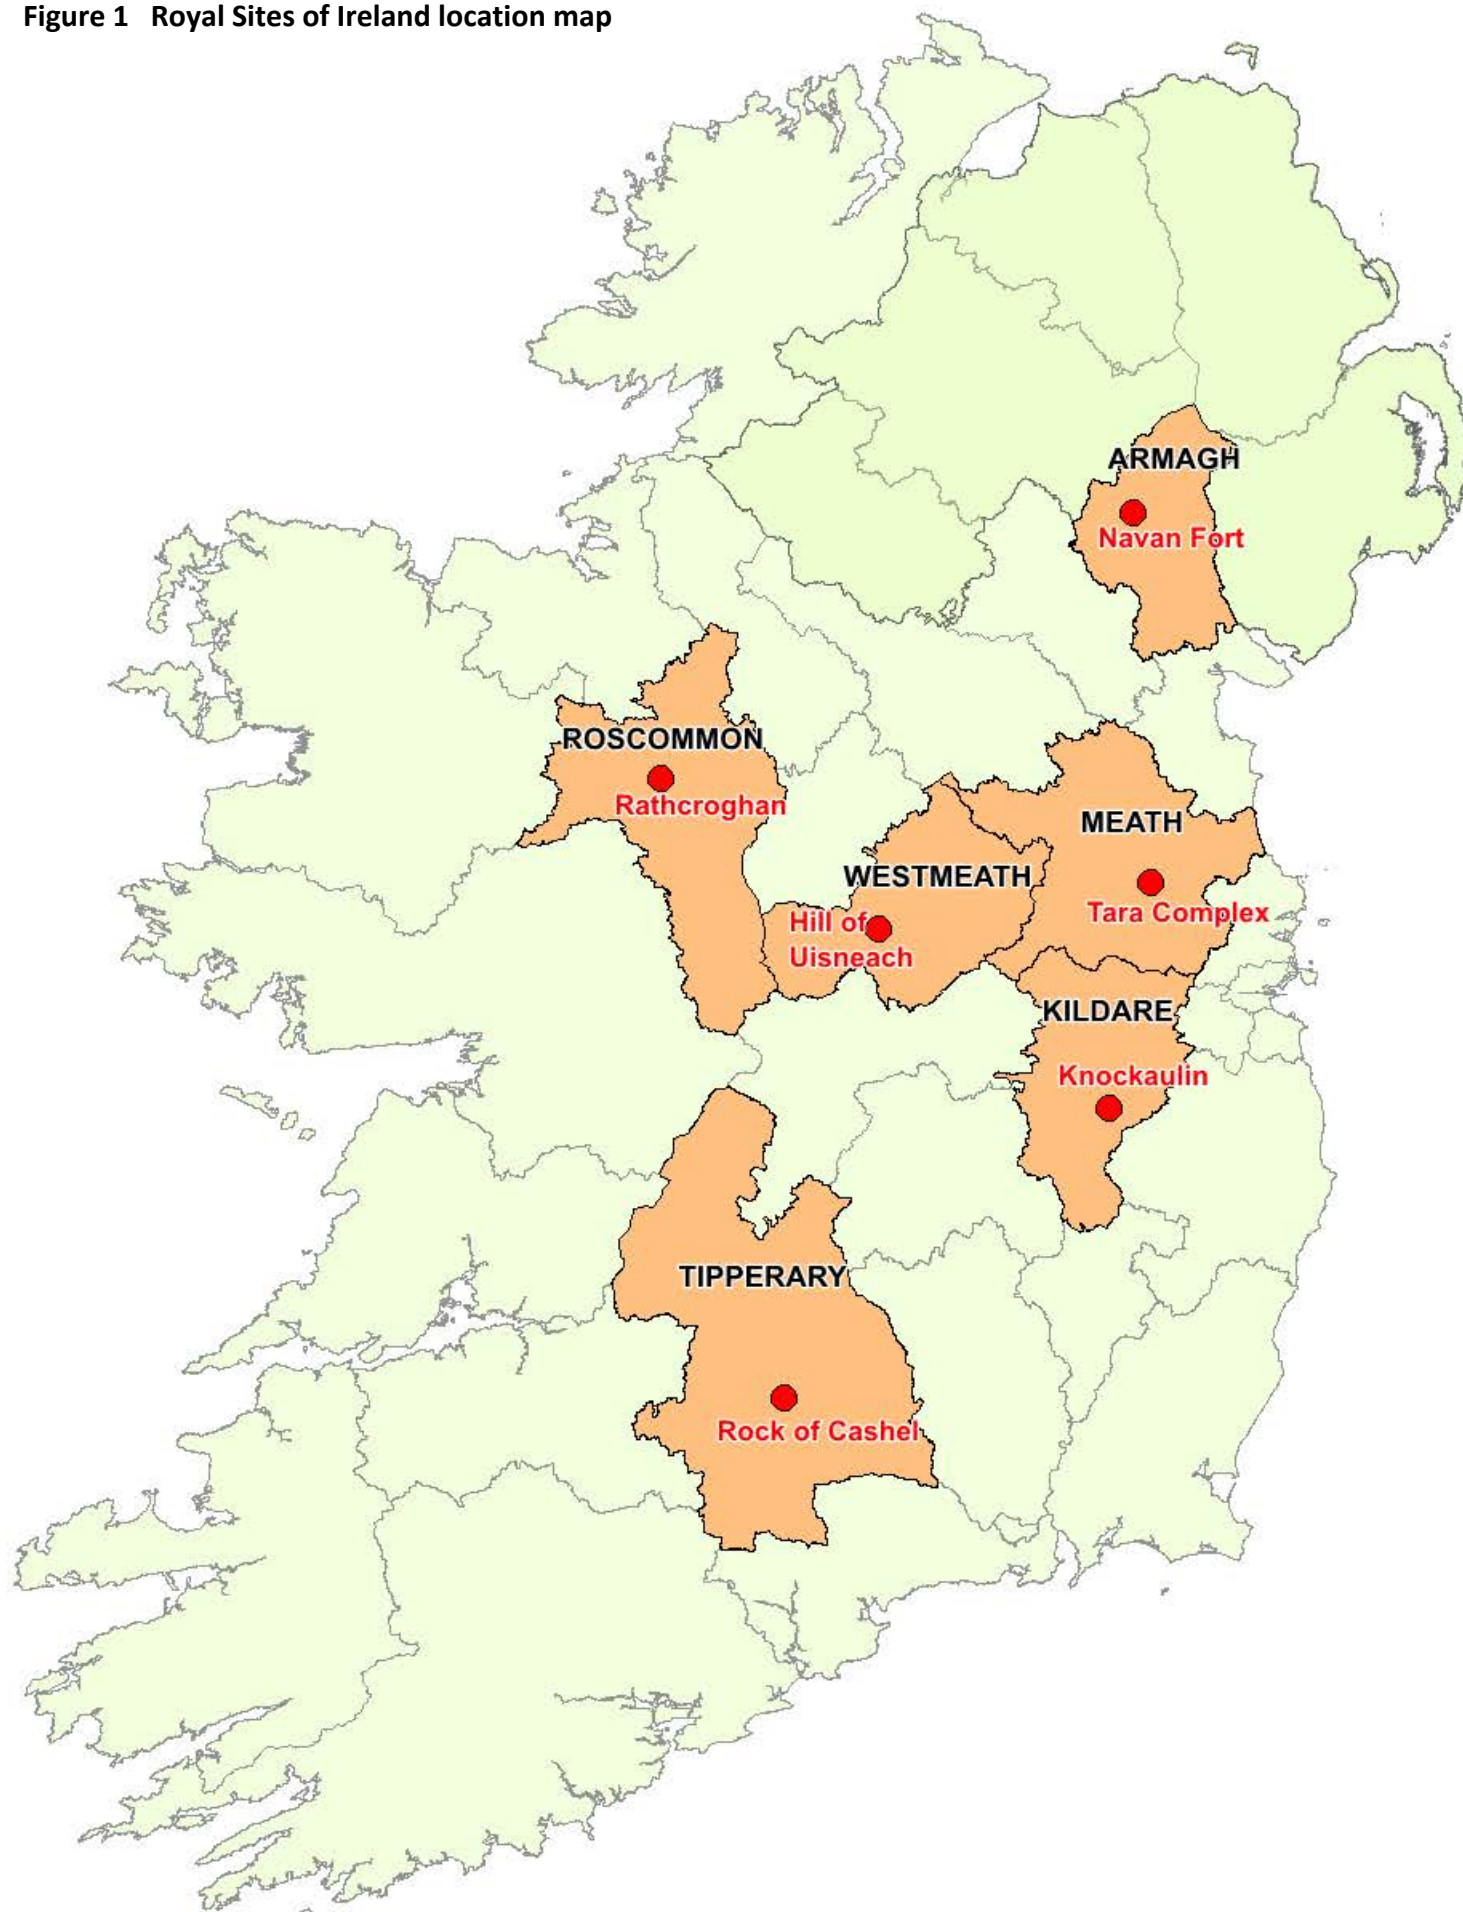 Figure 1 Royal Sites of Ireland location map
ARMAGH
Navan Fort
ROSCOMMON
Rathcroghan
MEATH
Tara Complex
WESTMEATH
Hill of
Uisneach
KILDARE
Knockaulin
TIPPERARY
Rock of Cashel